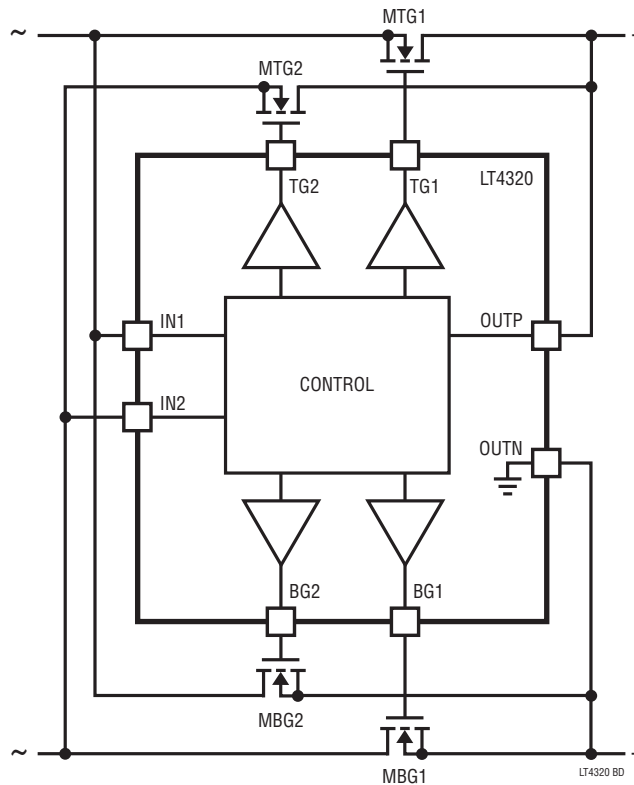 ~
MTG1
MTG2
TG2
TG1
LT4320
IN1
OUTP
CONTROL
IN2
OUTN
BG2
BG1
MBG2
~
MBG1
LT4320 BD